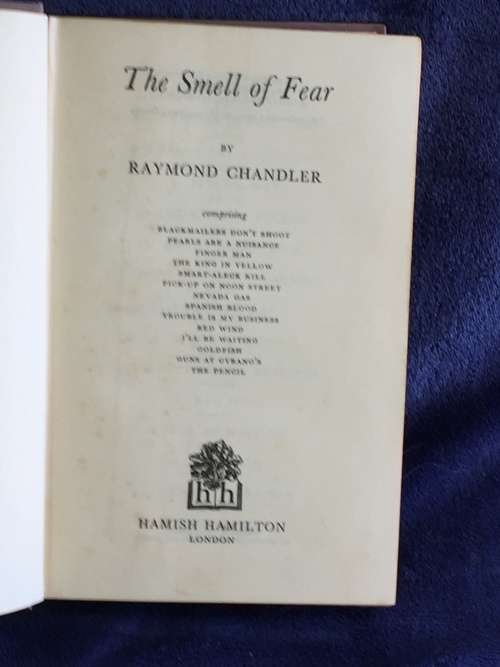 The Smell of Fear
BY
RAYMOND CHANDLER
comprising
BLACKMAILERS DON'T SHOOT
PEARLS ARE A NUISANCE
FINGER MAN
THE KING IN YELLOW
SMART-ALECK KILL
PICK-UP ON NOON STREET
NEVADA GAS
SPANISH BLOOD
TROUBLE IS MY BUSINESS
RED WIND
I'LL BE WAITING
GOLDFISH
GUNS AT CYRANO'S
THE PENCIL
h h
HAMISH HAMILTON
LONDON